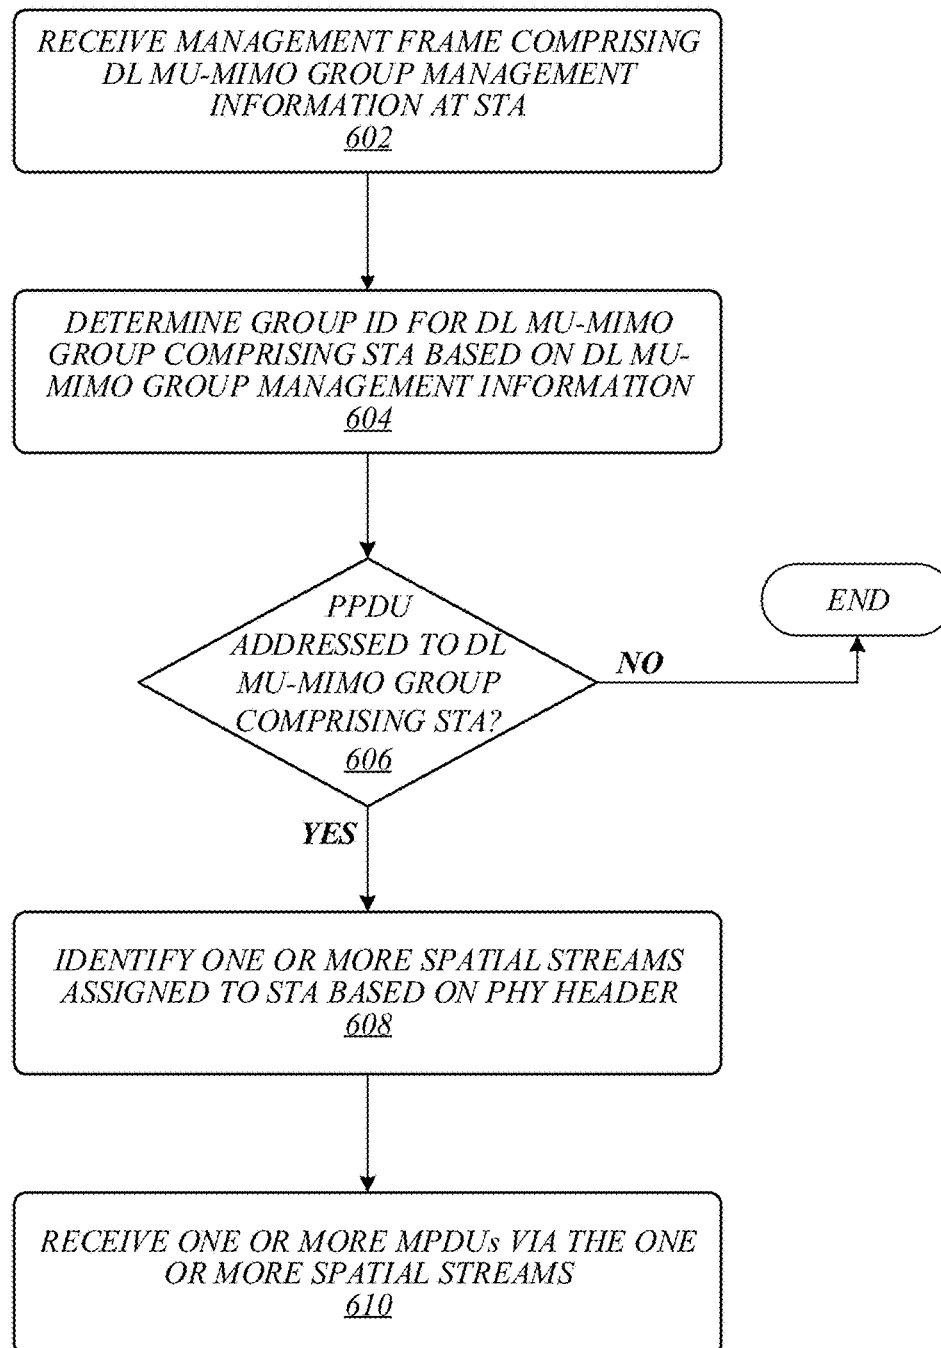 RECEIVE MANAGEMENT FRAME COMPRISING
DL MU-MIMO GROUP MANAGEMENT
INFORMATION AT STA
602
DETERMINE GROUP ID FOR DL MU-MIMO
GROUP COMPRISING STA BASED ON DL MU-
MIMO GROUP MANAGEMENT INFORMATION
604
PPDU
ADDRESSED TO DL
MU-MIMO GROUP
COMPRISING STA?
606
NO
END
YES
IDENTIFY ONE OR MORE SPATIAL STREAMS
ASSIGNED TO STA BASED ON PHY HEADER
608
RECEIVE ONE OR MORE MPDUs VIA THE ONE
OR MORE SPATIAL STREAMS
610